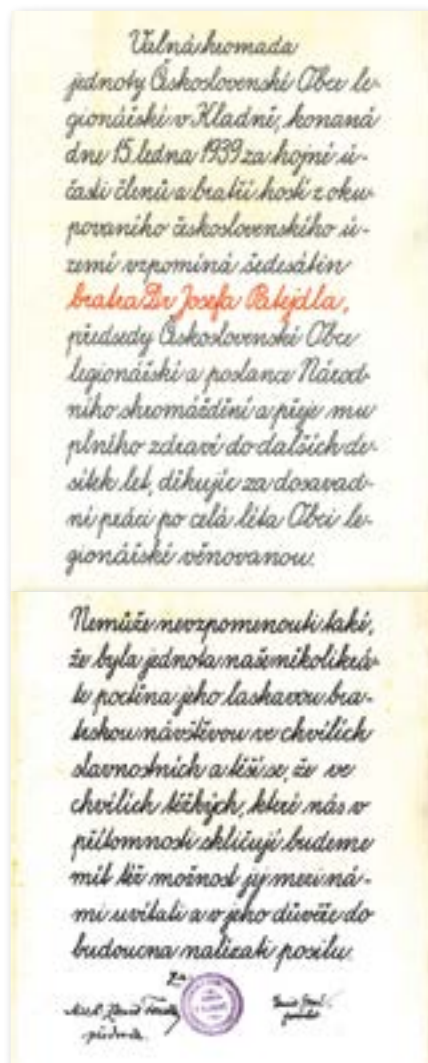 Valná hromada
jednoty Československé Obce le-
gionářské v Kladně, konaná
dne 15. ledna 1939 za hojné ú-
časti členů a bratří hostí z oku-
povaného československého ú-
zemí vzpomíná šedesátin
bratra Dr Josefa Patejdla,
předsedy Československé Obce
legionářské a poslance Národ-
ního shromáždění a přeje mu
plného zdraví do dalších de-
sítek let, děkujíc za dosavad-
ní práci po celá léta Obci le-
gionářské věnovanou.
Nemůže nevzpomenouti také,
že byla jednota naše několikrá-
te poctěna jeho laskavou bra-
trskou návštěvou ve chvílích
slavnostních a těší se, že ve
chvílích těžkých, které nás v
přítomnosti skličují budeme
mít též možnost jej mezi ná-
mi uvítati a v jeho důvěře do
budoucna nalézati posilu.
Za
předseda